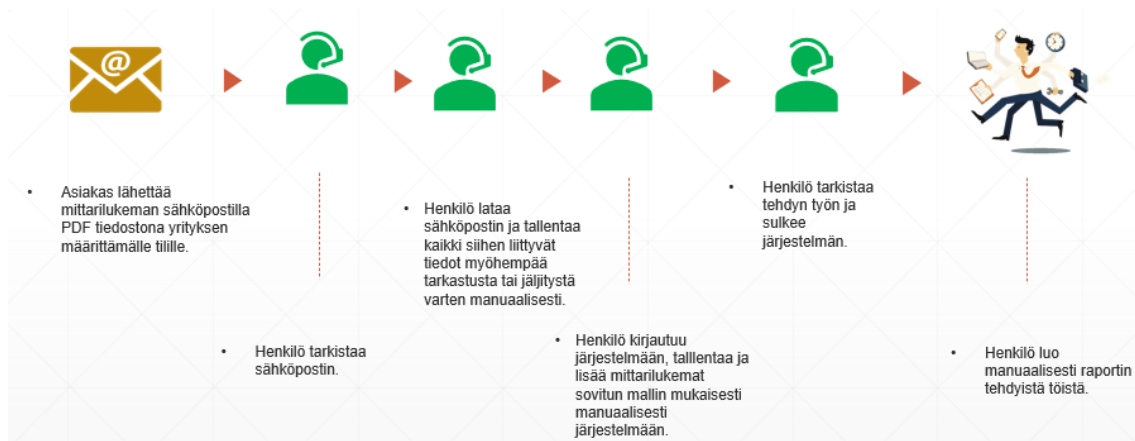 @
• Asiakas lähettää
mittarilukeman sähköpostilla
PDF tiedostona yrityksen
määrittämälle tilille.
• Henkilö tarkistaa
sähköpostin.
• Henkilö lataa
sähköpostin ja tallentaa
kaikki siihen liittyvät
tiedot myöhempää
tarkastusta tai jäljitystä
varten manuaalisesti.
• Henkilö kirjautuu
järjestelmään, talllentaa ja
lisää mittarilukemat
sovitun mallin mukaisesti
manuaalisesti
järjestelmään.
• Henkilö tarkistaa
tehdyn työn ja
sulkee
järjestelmän.
• Henkilö luo
manuaalisesti raportin
tehdyistä töistä.